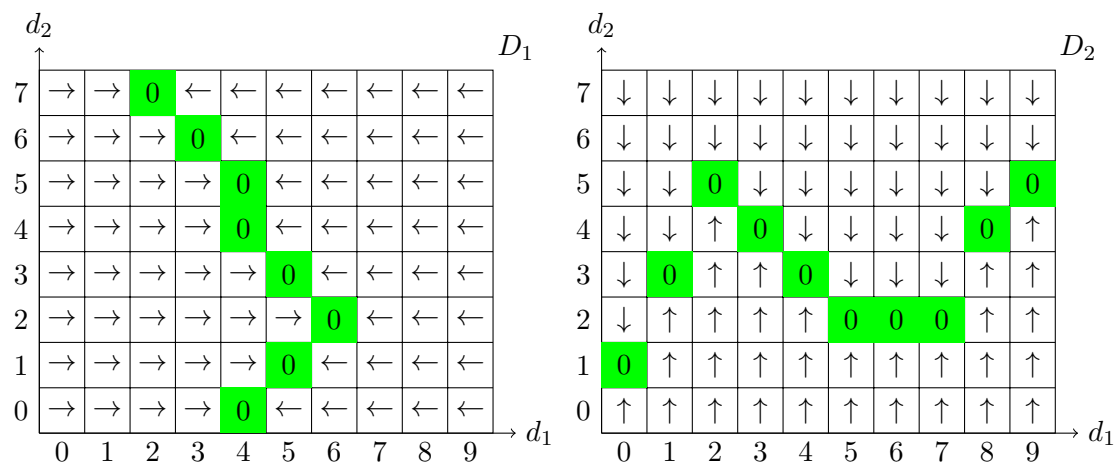 d₂ D₁
7 → → 0 ← ← ← ← ← ← ←
6 → → → 0 ← ← ← ← ← ←
5 → → → → 0 ← ← ← ← ←
4 → → → → 0 ← ← ← ← ←
3 → → → → → 0 ← ← ← ←
2 → → → → → → 0 ← ← ←
1 → → → → → 0 ← ← ← ←
0 → → → → 0 ← ← ← ← ←
0 1 2 3 4 5 6 7 8 9 d₁
d₂ D₂
7 ↓ ↓ ↓ ↓ ↓ ↓ ↓ ↓ ↓ ↓
6 ↓ ↓ ↓ ↓ ↓ ↓ ↓ ↓ ↓ ↓
5 ↓ ↓ 0 ↓ ↓ ↓ ↓ ↓ ↓ 0
4 ↓ ↓ ↑ 0 ↓ ↓ ↓ ↓ 0 ↑
3 ↓ 0 ↑ ↑ 0 ↓ ↓ ↓ ↑ ↑
2 ↓ ↑ ↑ ↑ ↑ 0 0 0 ↑ ↑
1 0 ↑ ↑ ↑ ↑ ↑ ↑ ↑ ↑ ↑
0 ↑ ↑ ↑ ↑ ↑ ↑ ↑ ↑ ↑ ↑
0 1 2 3 4 5 6 7 8 9 d₁